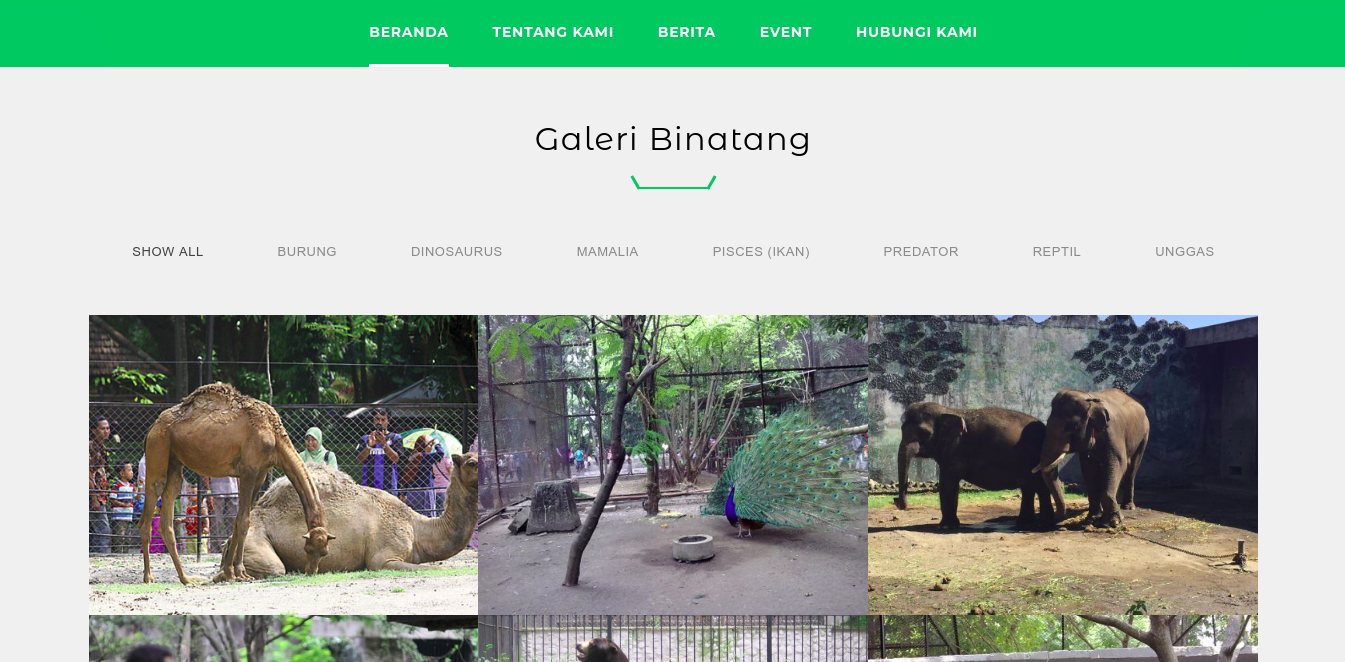 BERANDA TENTANG KAMI BERITA EVENT HUBUNGI KAMI
Galeri Binatang
SHOW ALL BURUNG DINOSAURUS MAMALIA PISCES (IKAN) PREDATOR REPTIL UNGGAS